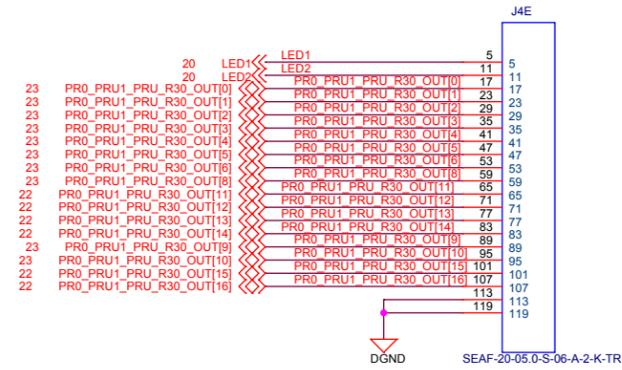 J4E
20 LED1 LED1 5 5
20 LED2 LED2 11 11
23 PR0_PRU1_PRU_R30_OUT[0] PR0_PRU1_PRU_R30_OUT[0] 17 17
23 PR0_PRU1_PRU_R30_OUT[1] PR0_PRU1_PRU_R30_OUT[1] 23 23
23 PR0_PRU1_PRU_R30_OUT[2] PR0_PRU1_PRU_R30_OUT[2] 29 29
23 PR0_PRU1_PRU_R30_OUT[3] PR0_PRU1_PRU_R30_OUT[3] 35 35
23 PR0_PRU1_PRU_R30_OUT[4] PR0_PRU1_PRU_R30_OUT[4] 41 41
23 PR0_PRU1_PRU_R30_OUT[5] PR0_PRU1_PRU_R30_OUT[5] 47 47
23 PR0_PRU1_PRU_R30_OUT[6] PR0_PRU1_PRU_R30_OUT[6] 53 53
23 PR0_PRU1_PRU_R30_OUT[8] PR0_PRU1_PRU_R30_OUT[8] 59 59
22 PR0_PRU1_PRU_R30_OUT[11] PR0_PRU1_PRU_R30_OUT[11] 65 65
22 PR0_PRU1_PRU_R30_OUT[12] PR0_PRU1_PRU_R30_OUT[12] 71 71
22 PR0_PRU1_PRU_R30_OUT[13] PR0_PRU1_PRU_R30_OUT[13] 77 77
22 PR0_PRU1_PRU_R30_OUT[14] PR0_PRU1_PRU_R30_OUT[14] 83 83
23 PR0_PRU1_PRU_R30_OUT[9] PR0_PRU1_PRU_R30_OUT[9] 89 89
23 PR0_PRU1_PRU_R30_OUT[10] PR0_PRU1_PRU_R30_OUT[10] 95 95
22 PR0_PRU1_PRU_R30_OUT[15] PR0_PRU1_PRU_R30_OUT[15] 101 101
22 PR0_PRU1_PRU_R30_OUT[16] PR0_PRU1_PRU_R30_OUT[16] 107 107
113 113
119 119
DGND SEAF-20-05.0-S-06-A-2-K-TR